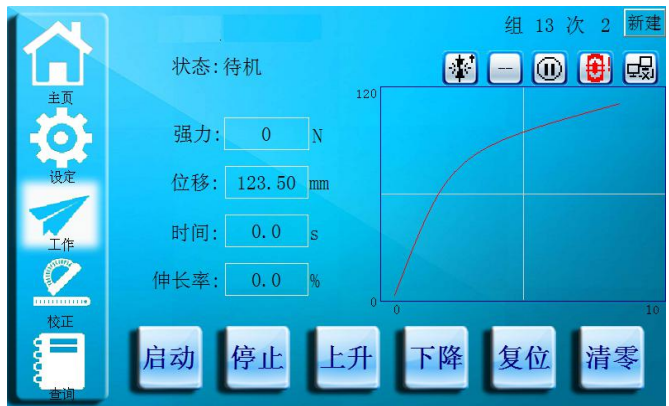 组 13 次 2 新建
状态:待机
--
主页
设定
工作
校正
查询
强力: 0 N
位移: 123.50 mm
时间: 0.0 s
伸长率: 0.0 %
120
0
0
10
启动 停止 上升 下降 复位 清零